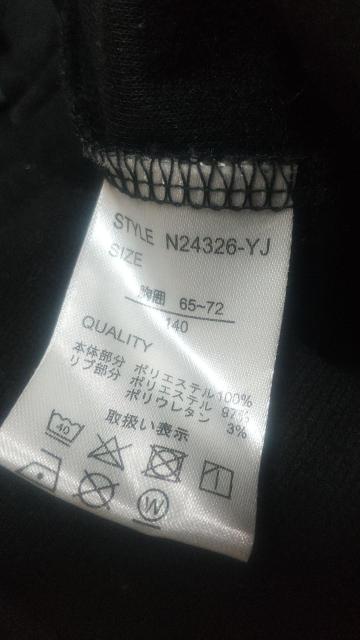 STYLE N24326-YJ
SIZE
胸囲 65~72
140
QUALITY
本体部分 ポリエステル100%
リブ部分 ポリエステル 97%
ポリウレタン 3%
取扱い表示
40
W